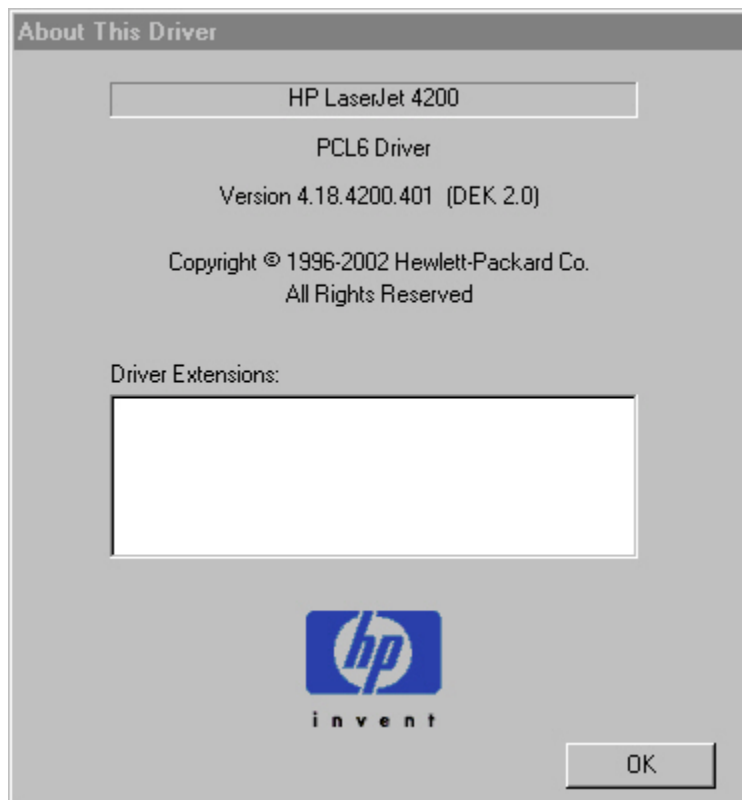 About This Driver
HP LaserJet 4200
PCL6 Driver
Version 4.18.4200.401 (DEK 2.0)
Copyright © 1996-2002 Hewlett-Packard Co.
All Rights Reserved
Driver Extensions:
hp
invent
OK